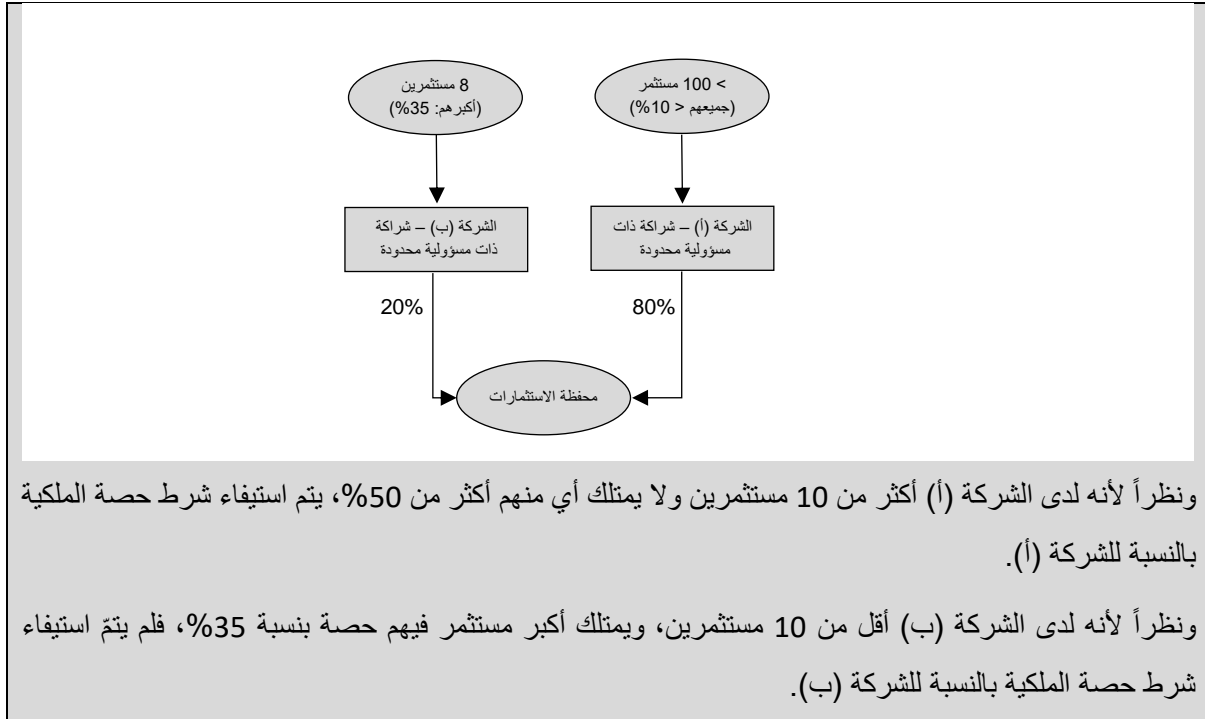 > 100 مستثمر
(جميعهم < 10%)
8 مستثمرين
(أكبرهم: 35%)
الشركة (أ) – شراكة ذات
مسؤولية محدودة
الشركة (ب) – شراكة
ذات مسؤولية محدودة
80%
20%
محفظة الاستثمارات
ونظراً لأنه لدى الشركة (أ) أكثر من 10 مستثمرين ولا يمتلك أي منهم أكثر من 50%، يتم استيفاء شرط حصة الملكية
بالنسبة للشركة (أ).
ونظراً لأنه لدى الشركة (ب) أقل من 10 مستثمرين، ويمتلك أكبر مستثمر فيهم حصة بنسبة 35%، فلم يتمّ استيفاء
شرط حصة الملكية بالنسبة للشركة (ب).